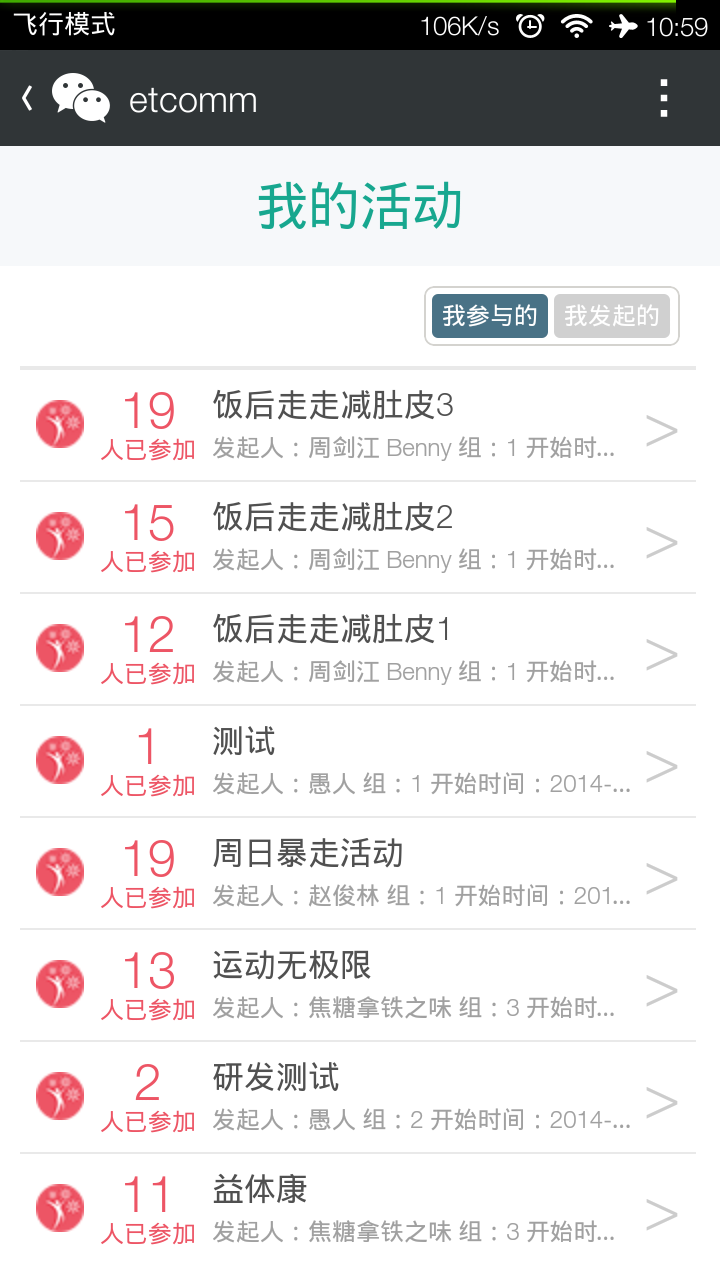 飞行模式 106K/s 10:59
etcomm
我的活动
我参与的 我发起的
19 饭后走走减肚皮3
人已参加 发起人：周剑江 Benny 组：1 开始时...
15 饭后走走减肚皮2
人已参加 发起人：周剑江 Benny 组：1 开始时...
12 饭后走走减肚皮1
人已参加 发起人：周剑江 Benny 组：1 开始时...
1 测试
人已参加 发起人：愚人 组：1 开始时间：2014-...
19 周日暴走活动
人已参加 发起人：赵俊林 组：1 开始时间：201...
13 运动无极限
人已参加 发起人：焦糖拿铁之味 组：3 开始时...
2 研发测试
人已参加 发起人：愚人 组：2 开始时间：2014-...
11 益体康
人已参加 发起人：焦糖拿铁之味 组：3 开始时...